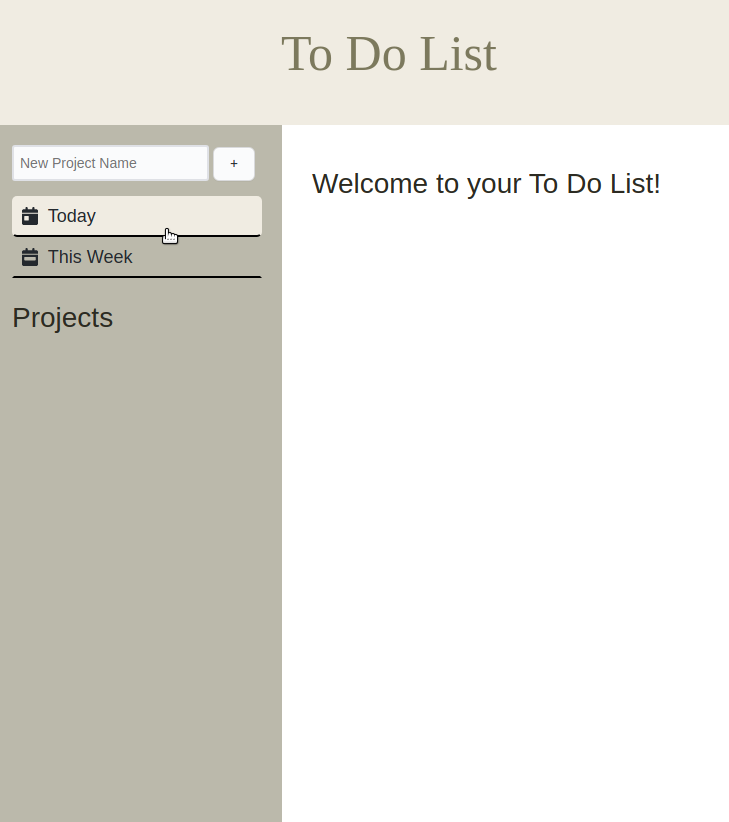 To Do List
New Project Name
+
Today
This Week
Projects
Welcome to your To Do List!